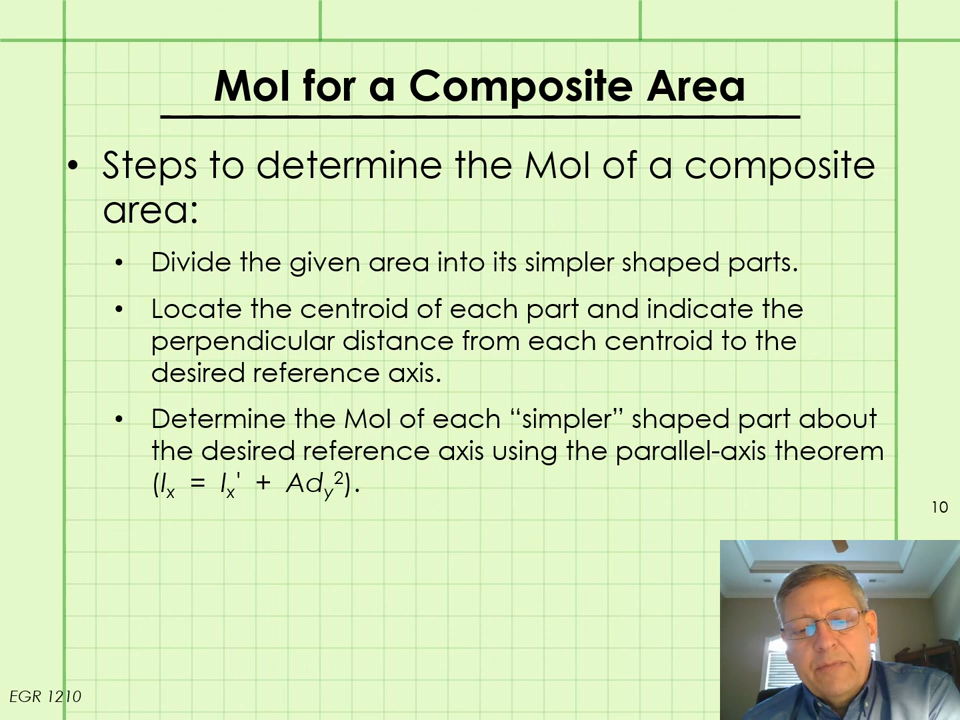 MoI for a Composite Area
• Steps to determine the MoI of a composite
area:
• Divide the given area into its simpler shaped parts.
• Locate the centroid of each part and indicate the
perpendicular distance from each centroid to the
desired reference axis.
• Determine the MoI of each “simpler” shaped part about
the desired reference axis using the parallel-axis theorem
(Iₓ = Iₓ' + Ad_y²).
10
EGR 1210